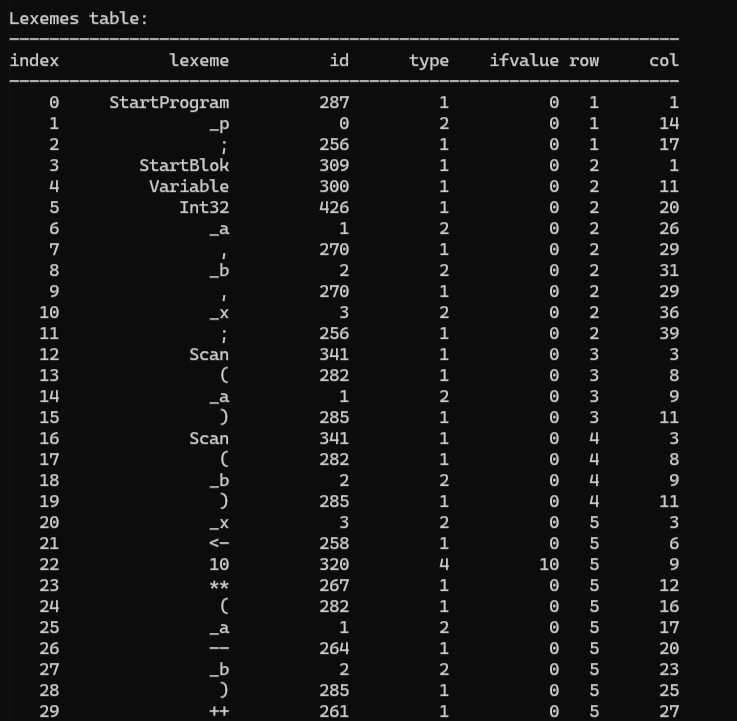 Lexemes table:
index lexeme id type ifvalue row col
0 StartProgram 287 1 0 1 1
1 _p 0 2 0 1 14
2 ; 256 1 0 1 17
3 StartBlok 309 1 0 2 1
4 Variable 300 1 0 2 11
5 Int32 426 1 0 2 20
6 _a 1 2 0 2 26
7 , 270 1 0 2 29
8 _b 2 2 0 2 31
9 , 270 1 0 2 29
10 _x 3 2 0 2 36
11 ; 256 1 0 2 39
12 Scan 341 1 0 3 3
13 ( 282 1 0 3 8
14 _a 1 2 0 3 9
15 ) 285 1 0 3 11
16 Scan 341 1 0 4 3
17 ( 282 1 0 4 8
18 _b 2 2 0 4 9
19 ) 285 1 0 4 11
20 _x 3 2 0 5 3
21 <- 258 1 0 5 6
22 10 320 4 10 5 9
23 ** 267 1 0 5 12
24 ( 282 1 0 5 16
25 _a 1 2 0 5 17
26 -- 264 1 0 5 20
27 _b 2 2 0 5 23
28 ) 285 1 0 5 25
29 ++ 261 1 0 5 27